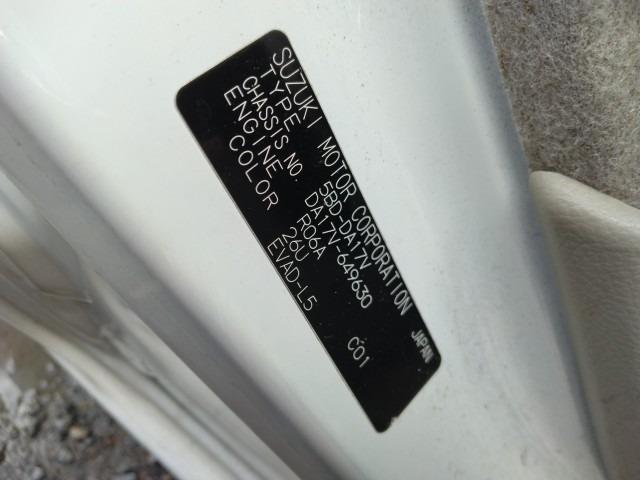 SUZUKI MOTOR CORPORATION JAPAN
TYPE 5BD-DA17V
CHASSIS NO. DA17V-649630
ENGINE R06A
COLOR 26U C01
EVAD-L5